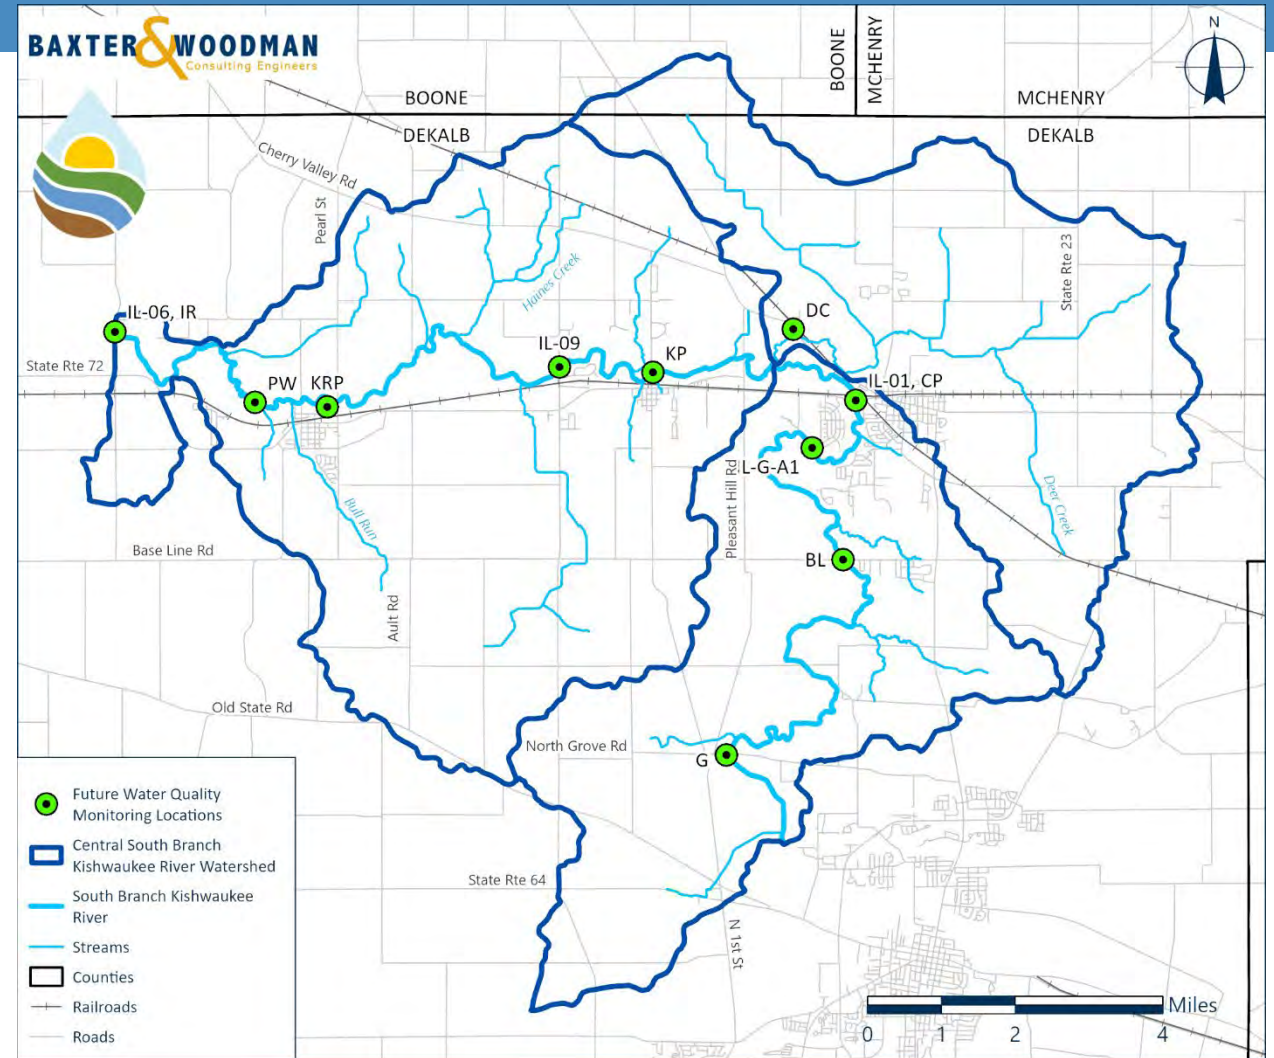 BAXTER & WOODMAN
Consulting Engineers
N
BOONE
MCHENRY
BOONE
MCHENRY
DEKALB
DEKALB
Cherry Valley Rd
Pearl St
State Rte 23
Haines Creek
IL-06, IR
DC
IL-09
KP
State Rte 72
PW
KRP
IL-01, CP
L-G-A1
Pleasant Hill Rd
Deer Creek
Bull Run
Base Line Rd
BL
Ault Rd
Old State Rd
North Grove Rd
G
State Rte 64
N 1st St
Future Water Quality
Monitoring Locations
Central South Branch
Kishwaukee River Watershed
South Branch Kishwaukee
River
Streams
Counties
Railroads
Roads
Miles
0 1 2 4